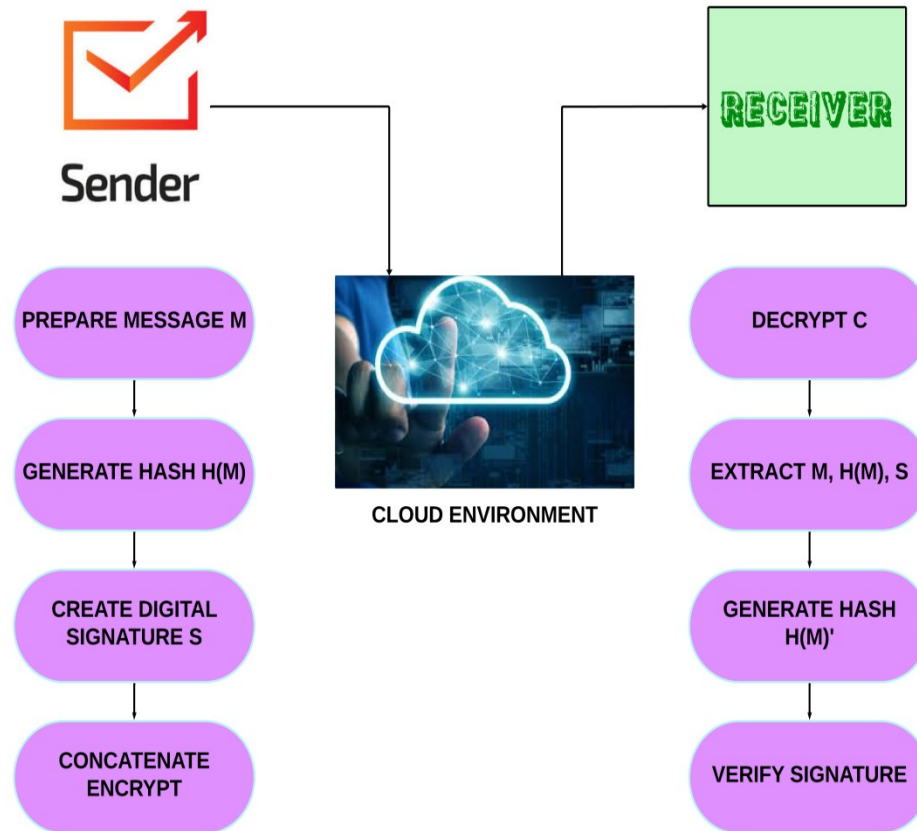 Sender
RECEIVER
PREPARE MESSAGE M
GENERATE HASH H(M)
CREATE DIGITAL
SIGNATURE S
CONCATENATE
ENCRYPT
CLOUD ENVIRONMENT
DECRYPT C
EXTRACT M, H(M), S
GENERATE HASH
H(M)'
VERIFY SIGNATURE